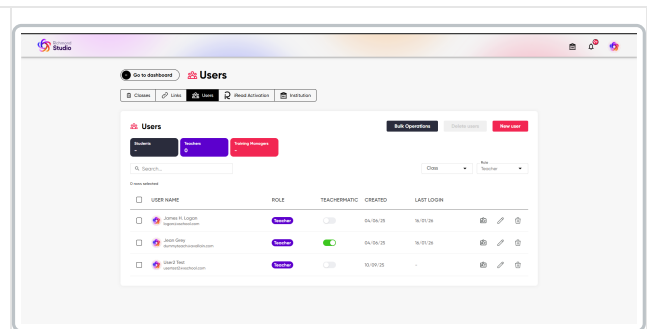 Richmond
Studio
Go to dashboard
Users
Classes
Links
Users
iRead Activation
Institution
Users
Bulk Operations
Delete users
New user
Students
-
Teachers
0
Training Managers
-
Search...
Class
Role
Teacher
0 rows selected
USER NAME ROLE TEACHERMATIC CREATED LAST LOGIN
James H. Logan
Teacher 04/06/25 16/01/26
Jean Grey
Teacher 04/06/25 16/01/26
User2 Test
Teacher 10/09/25 -